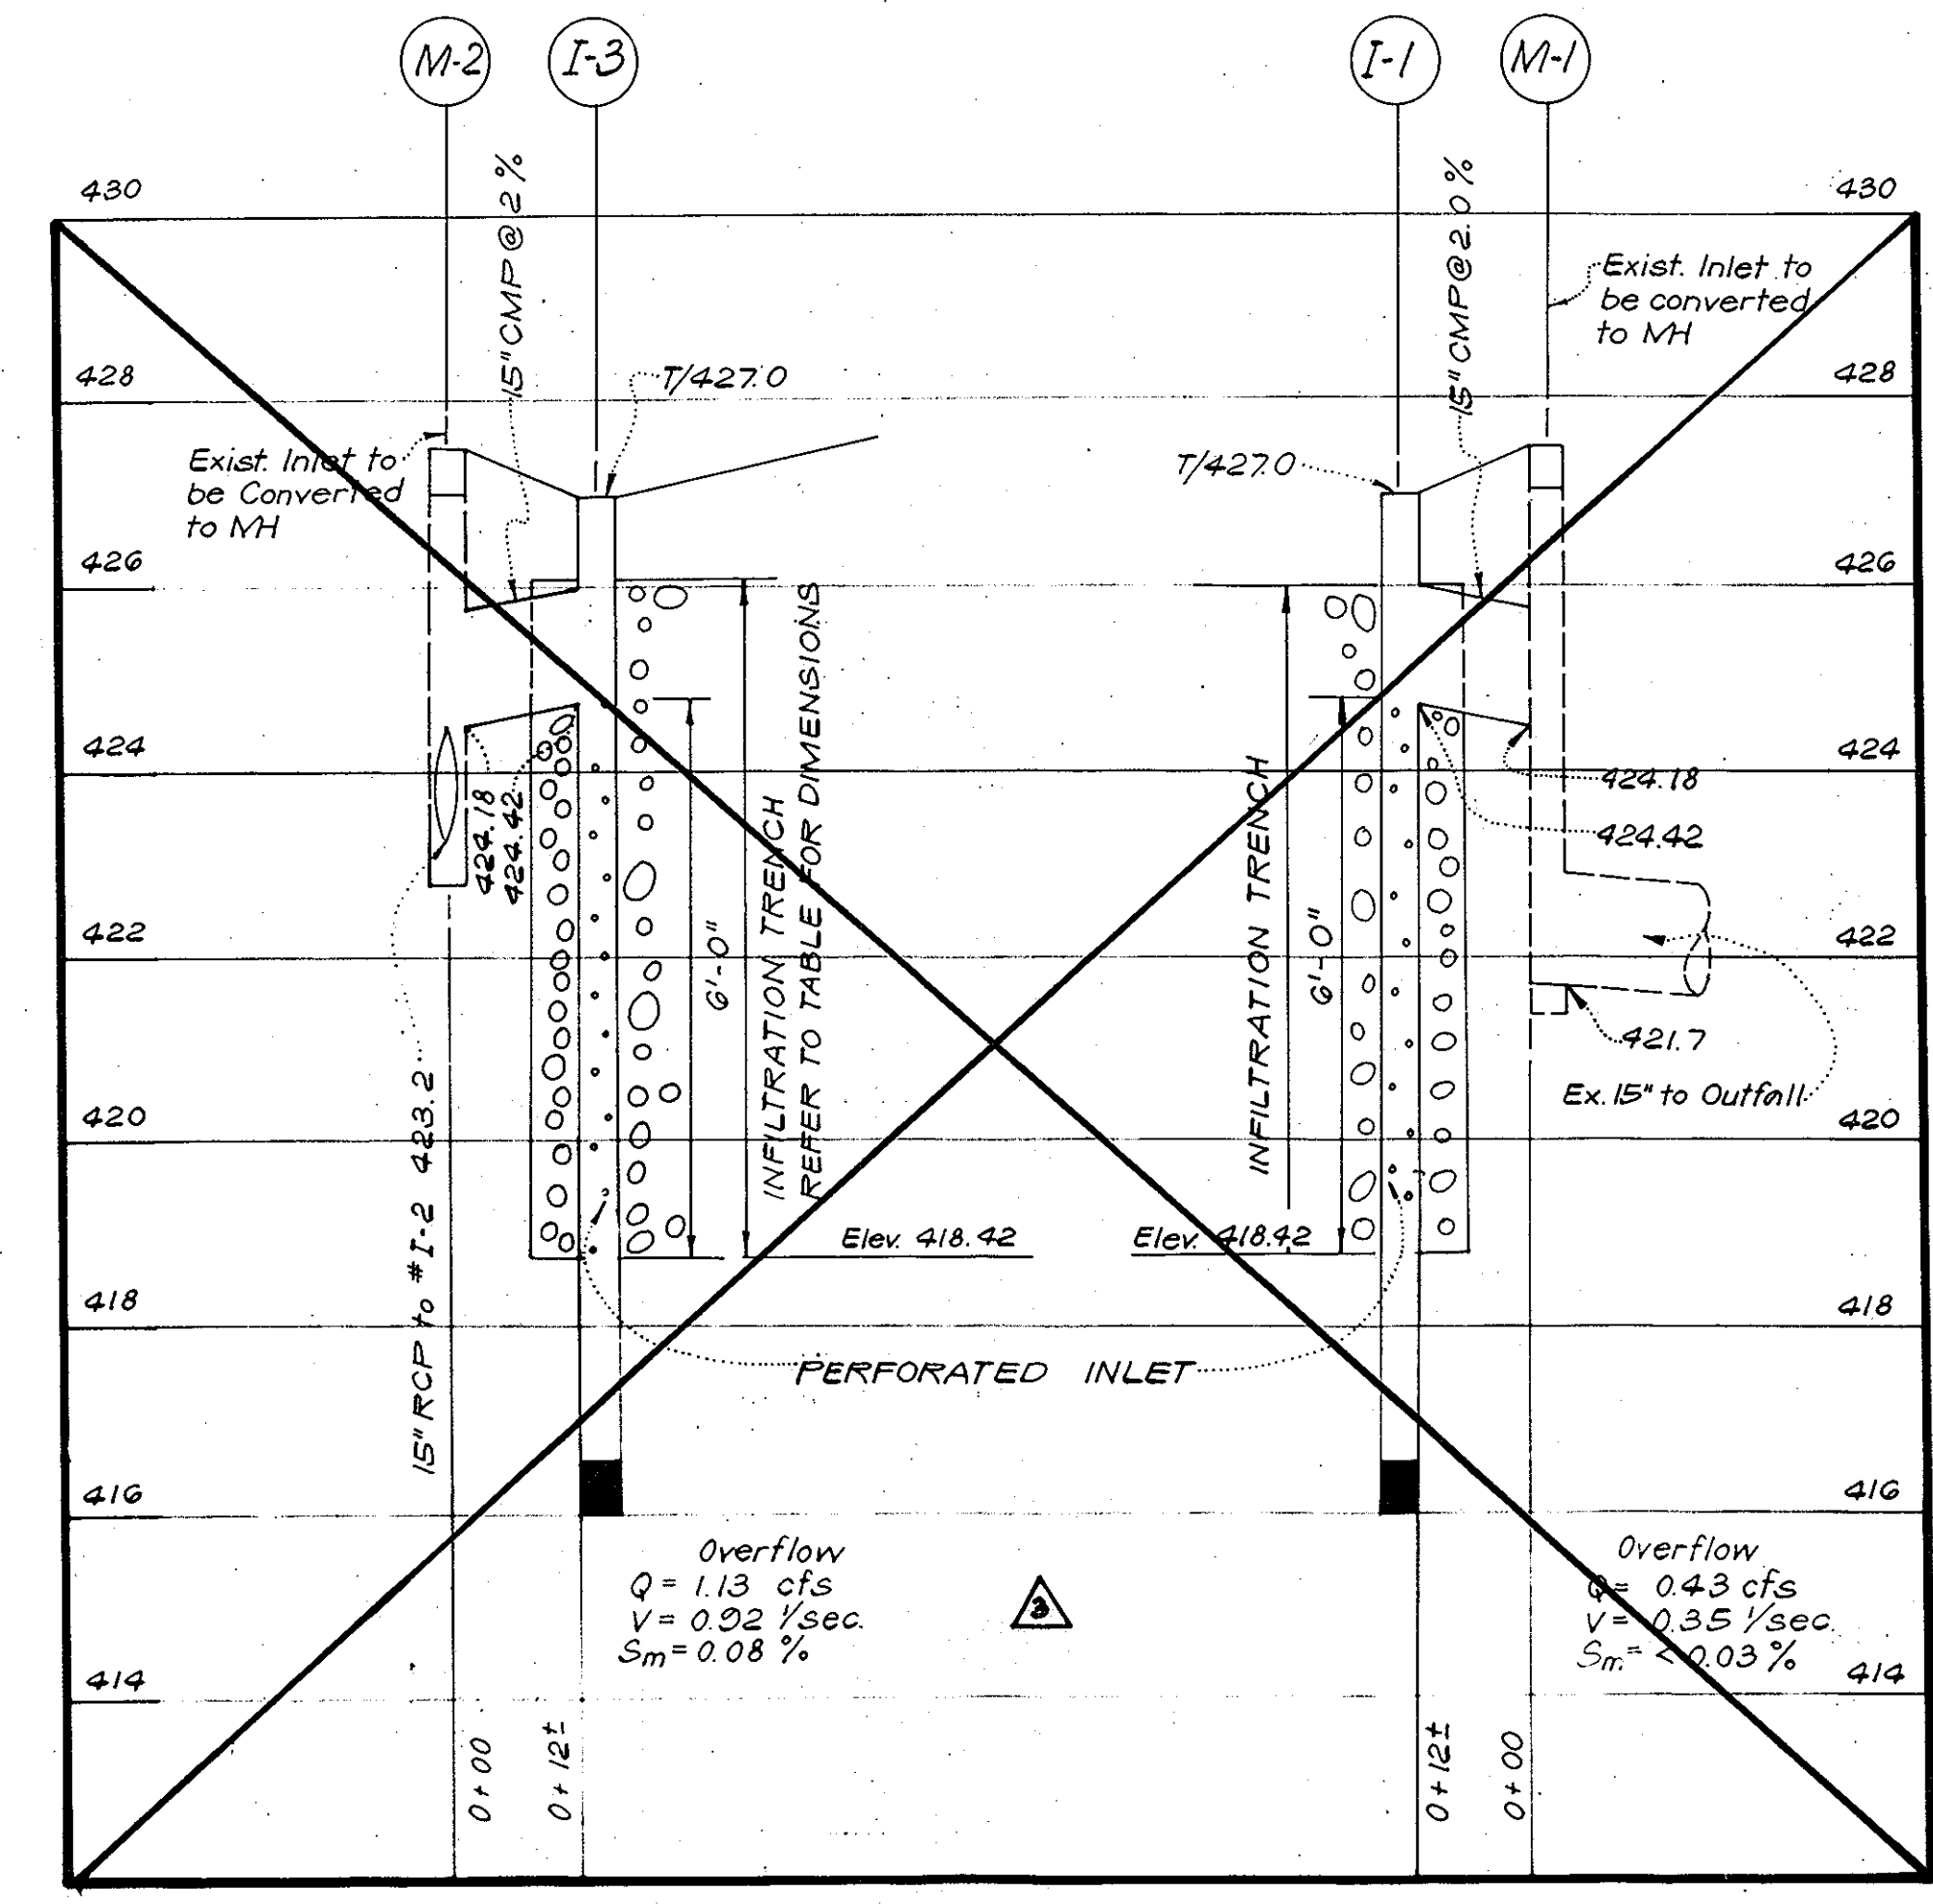 M-2
I-3
I-1
M-1
430
430
15" CMP @ 2%
15" CMP @ 2.0%
Exist. Inlet to
be converted
to MH
428
428
T/427.0
T/427.0
Exist. Inlet to
be Converted
to MH
426
426
424
424
424.18
424.42
424.18
424.42
INFILTRATION TRENCH
REFER TO TABLE FOR DIMENSIONS
INFILTRATION TRENCH
6'-0"
6'-0"
422
422
421.7
Ex. 15" to Outfall
420
420
15" RCP to #I-2 423.2
Elev. 418.42
Elev. 418.42
418
418
PERFORATED INLET
416
416
Overflow
Q = 1.13 cfs
V = 0.92 '/sec.
Sm = 0.08 %
3
Overflow
Q = 0.43 cfs
V = 0.35 '/sec.
Sm = < 0.03 %
414
414
0+00
0+12±
0+12±
0+00